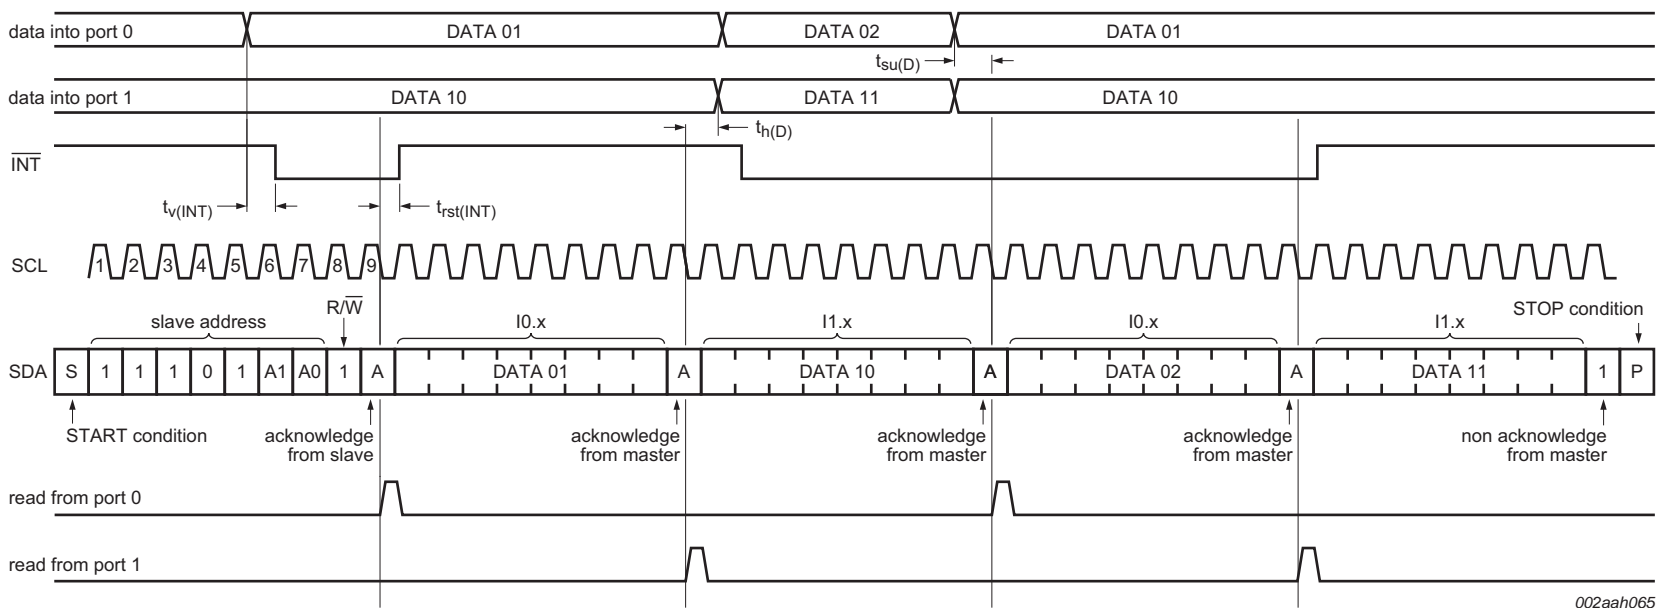 data into port 0 DATA 01 DATA 02 DATA 01
tsu(D)
data into port 1 DATA 10 DATA 11 DATA 10
th(D)
INT
tv(INT) trst(INT)
SCL 1 2 3 4 5 6 7 8 9
R/W STOP condition
slave address I0.x I1.x I0.x I1.x
SDA S 1 1 1 0 1 A1 A0 1 A DATA 01 A DATA 10 A DATA 02 A DATA 11 1 P
START condition acknowledge acknowledge acknowledge acknowledge non acknowledge
from slave from master from master from master from master
read from port 0
read from port 1
002aah065